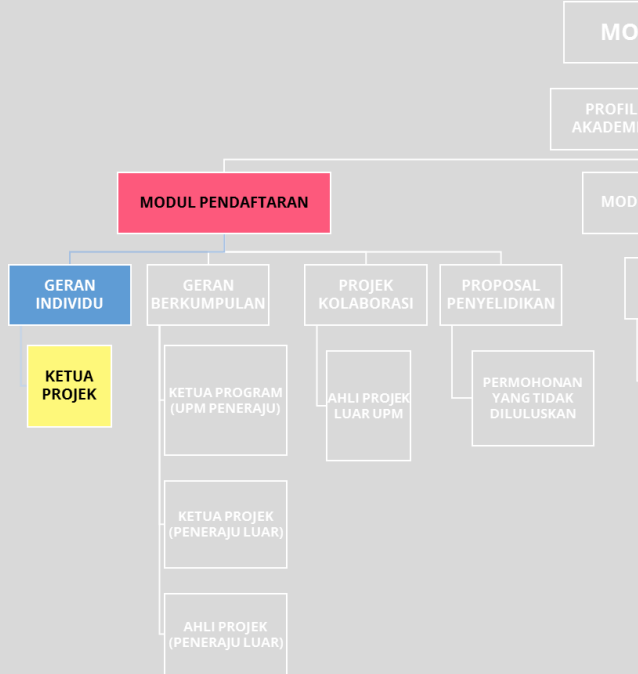 MO
PROFIL
AKADEMI
MODUL PENDAFTARAN
MOD
GERAN
INDIVIDU
GERAN
BERKUMPULAN
PROJEK
KOLABORASI
PROPOSAL
PENYELIDIKAN
KETUA
PROJEK
KETUA PROGRAM
(UPM PENERAJU)
AHLI PROJEK
LUAR UPM
PERMOHONAN
YANG TIDAK
DILULUSKAN
KETUA PROJEK
(PENERAJU LUAR)
AHLI PROJEK
(PENERAJU LUAR)